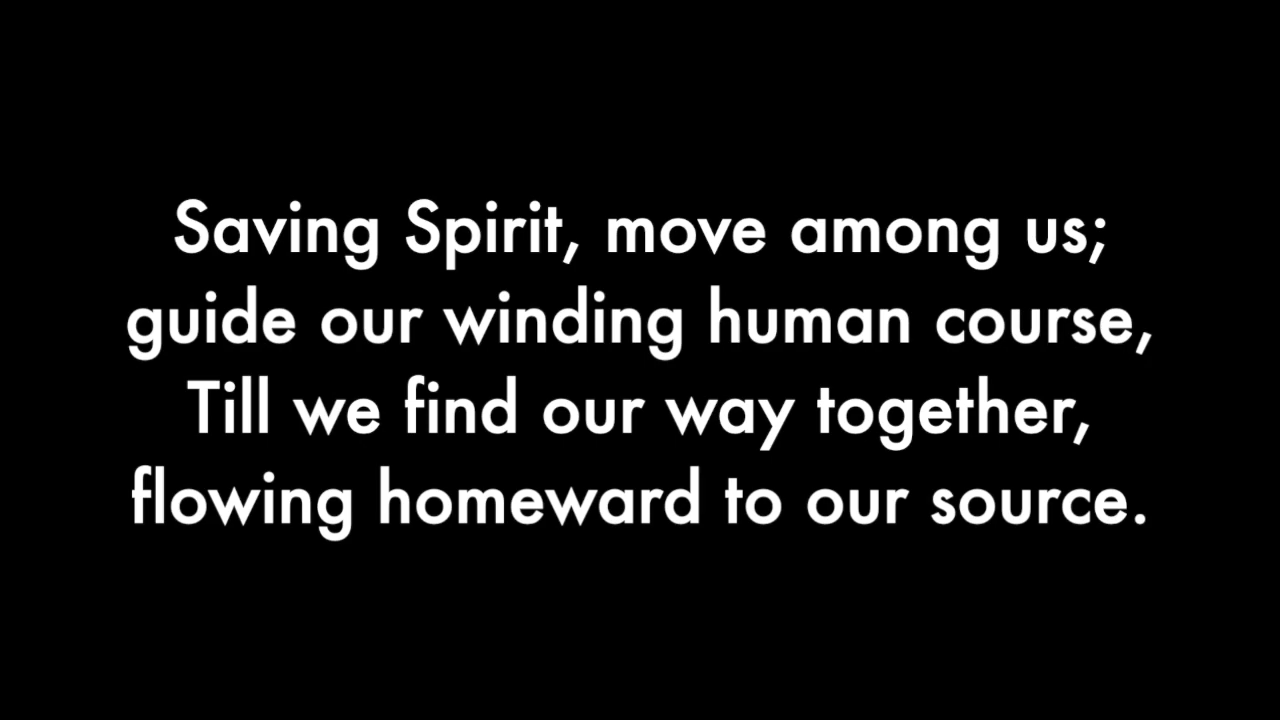 Saving Spirit, move among us;
guide our winding human course,
Till we find our way together,
flowing homeward to our source.